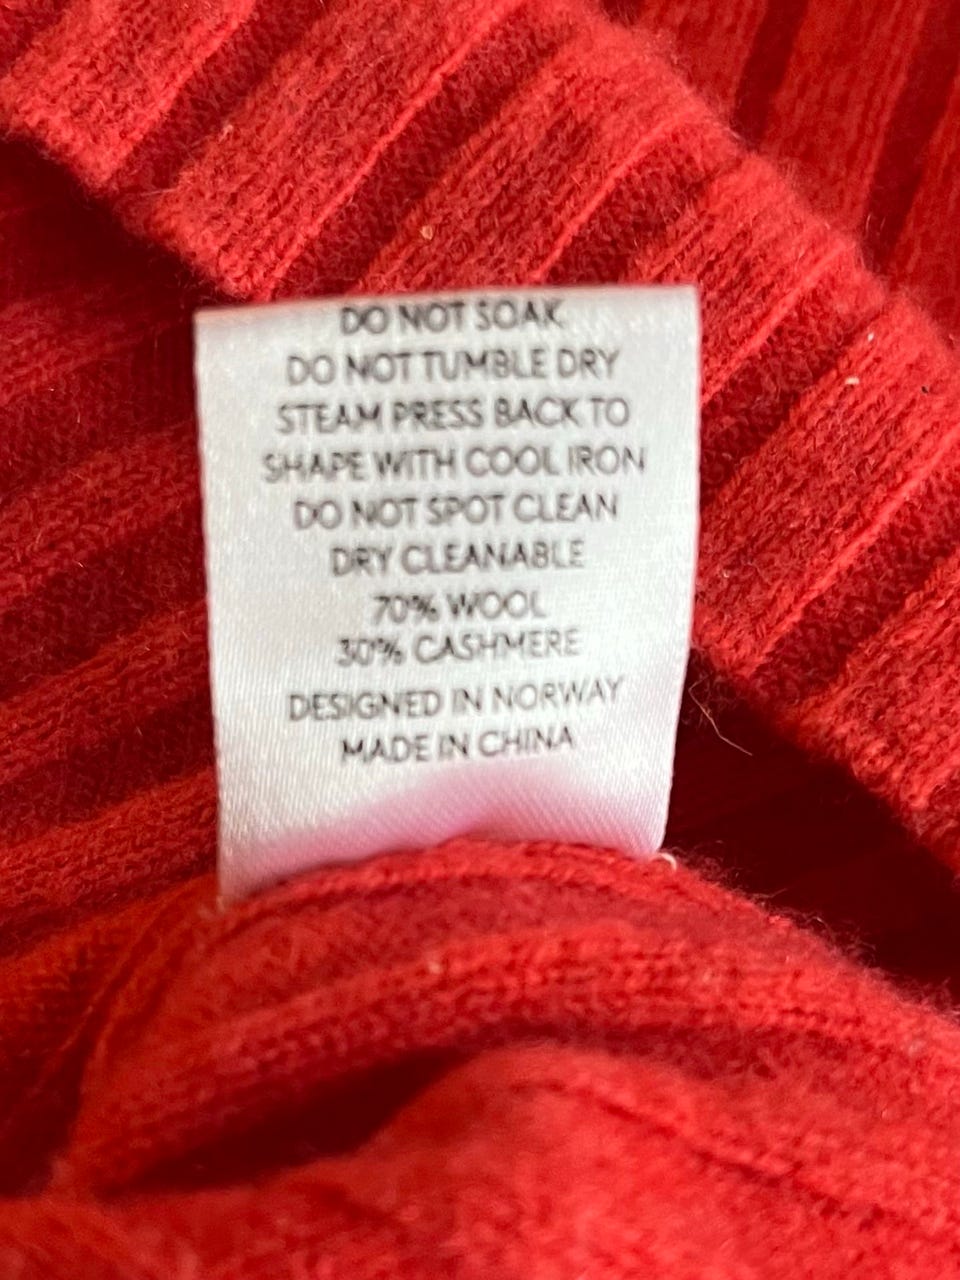 DO NOT SOAK
DO NOT TUMBLE DRY
STEAM PRESS BACK TO
SHAPE WITH COOL IRON
DO NOT SPOT CLEAN
DRY CLEANABLE
70% WOOL
30% CASHMERE
DESIGNED IN NORWAY
MADE IN CHINA